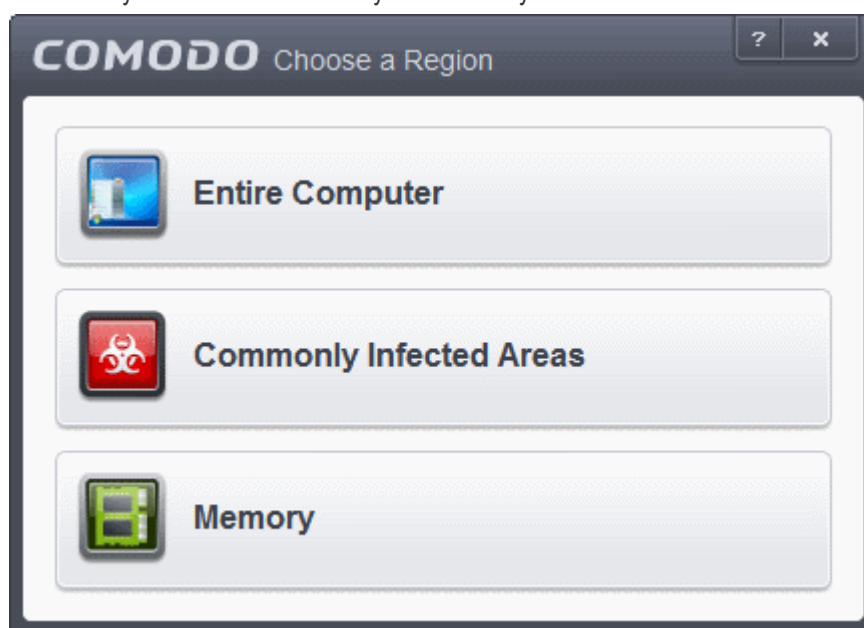 COMODO Choose a Region
? x
Entire Computer
Commonly Infected Areas
Memory